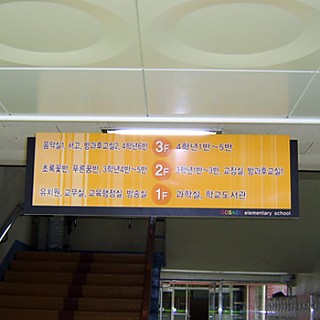 음악실1, 서고, 방과후교실2, 4학년6반 3F 4학년1반~5반
초록꽃반, 푸른꽃반, 3학년4반~5반 2F 3학년1반~3반, 교장실, 방과후교실1
유치원, 교무실, 교육행정실, 방송실 1F 과학실, 학교도서관
elementary school